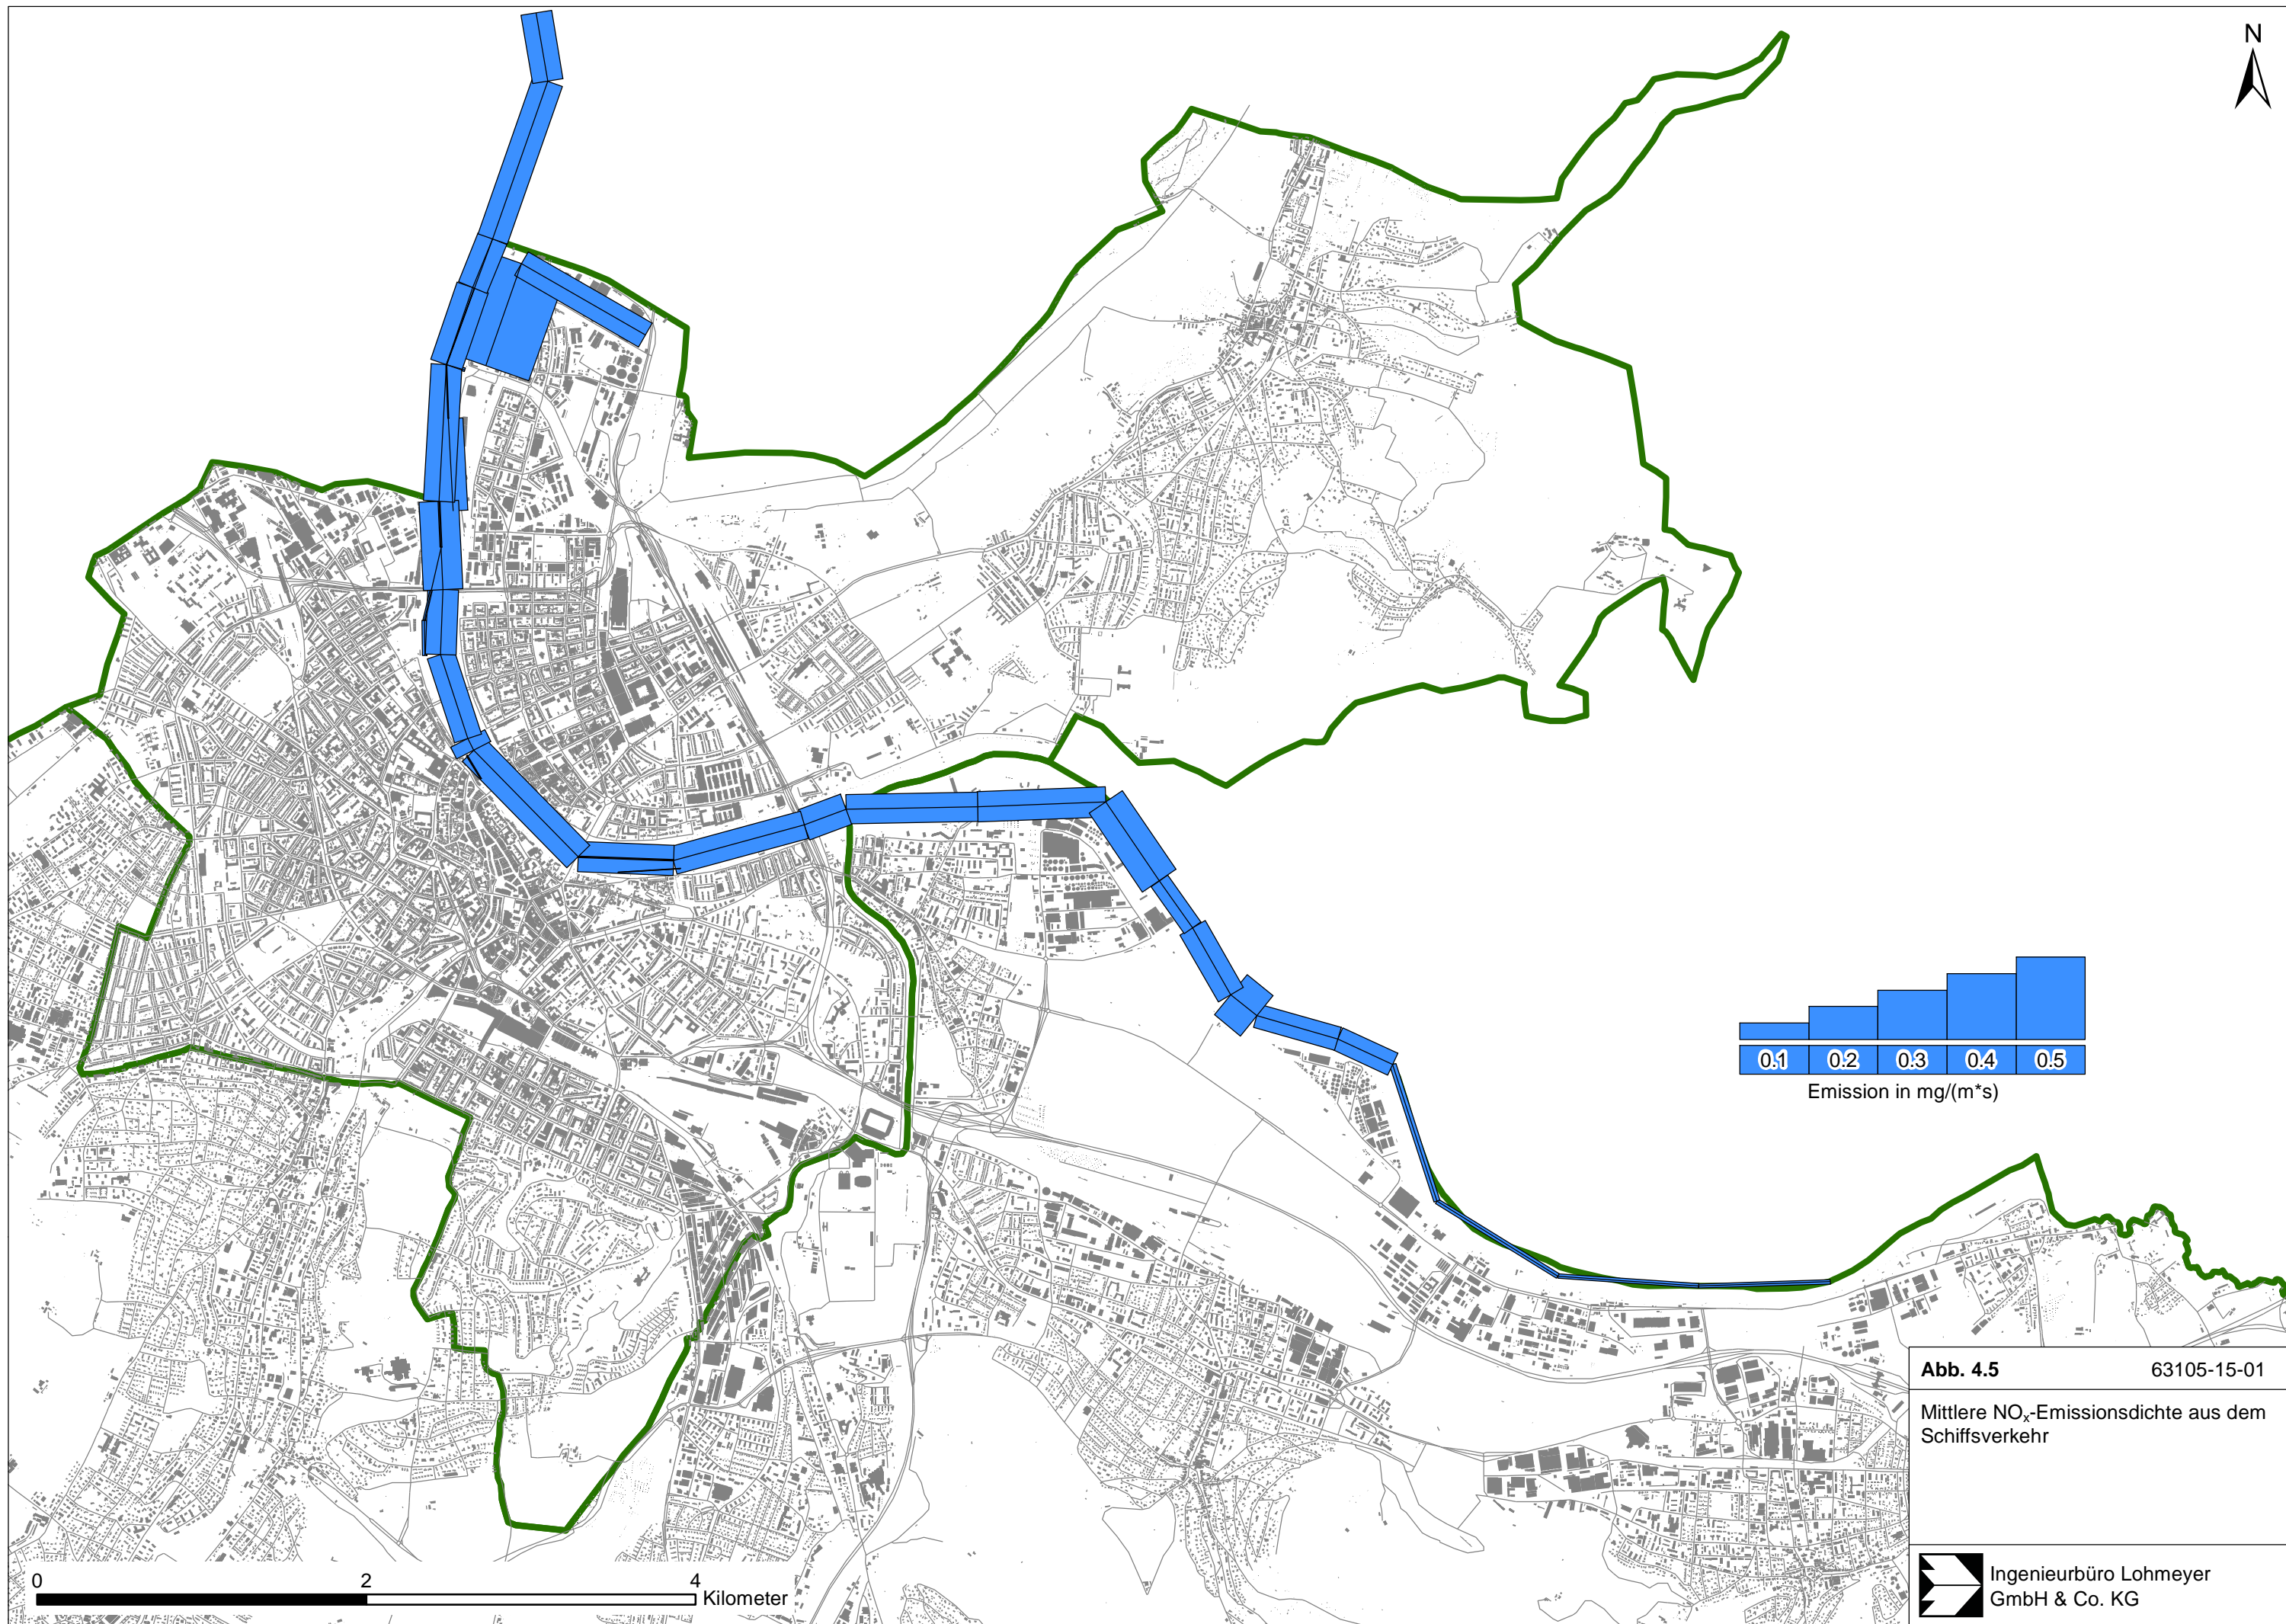 N
0.1 0.2 0.3 0.4 0.5
Emission in mg/(m*s)
Abb. 4.5 63105-15-01
Mittlere NOx-Emissionsdichte aus dem
Schiffsverkehr
Ingenieurbüro Lohmeyer
GmbH & Co. KG
0 2 4 Kilometer